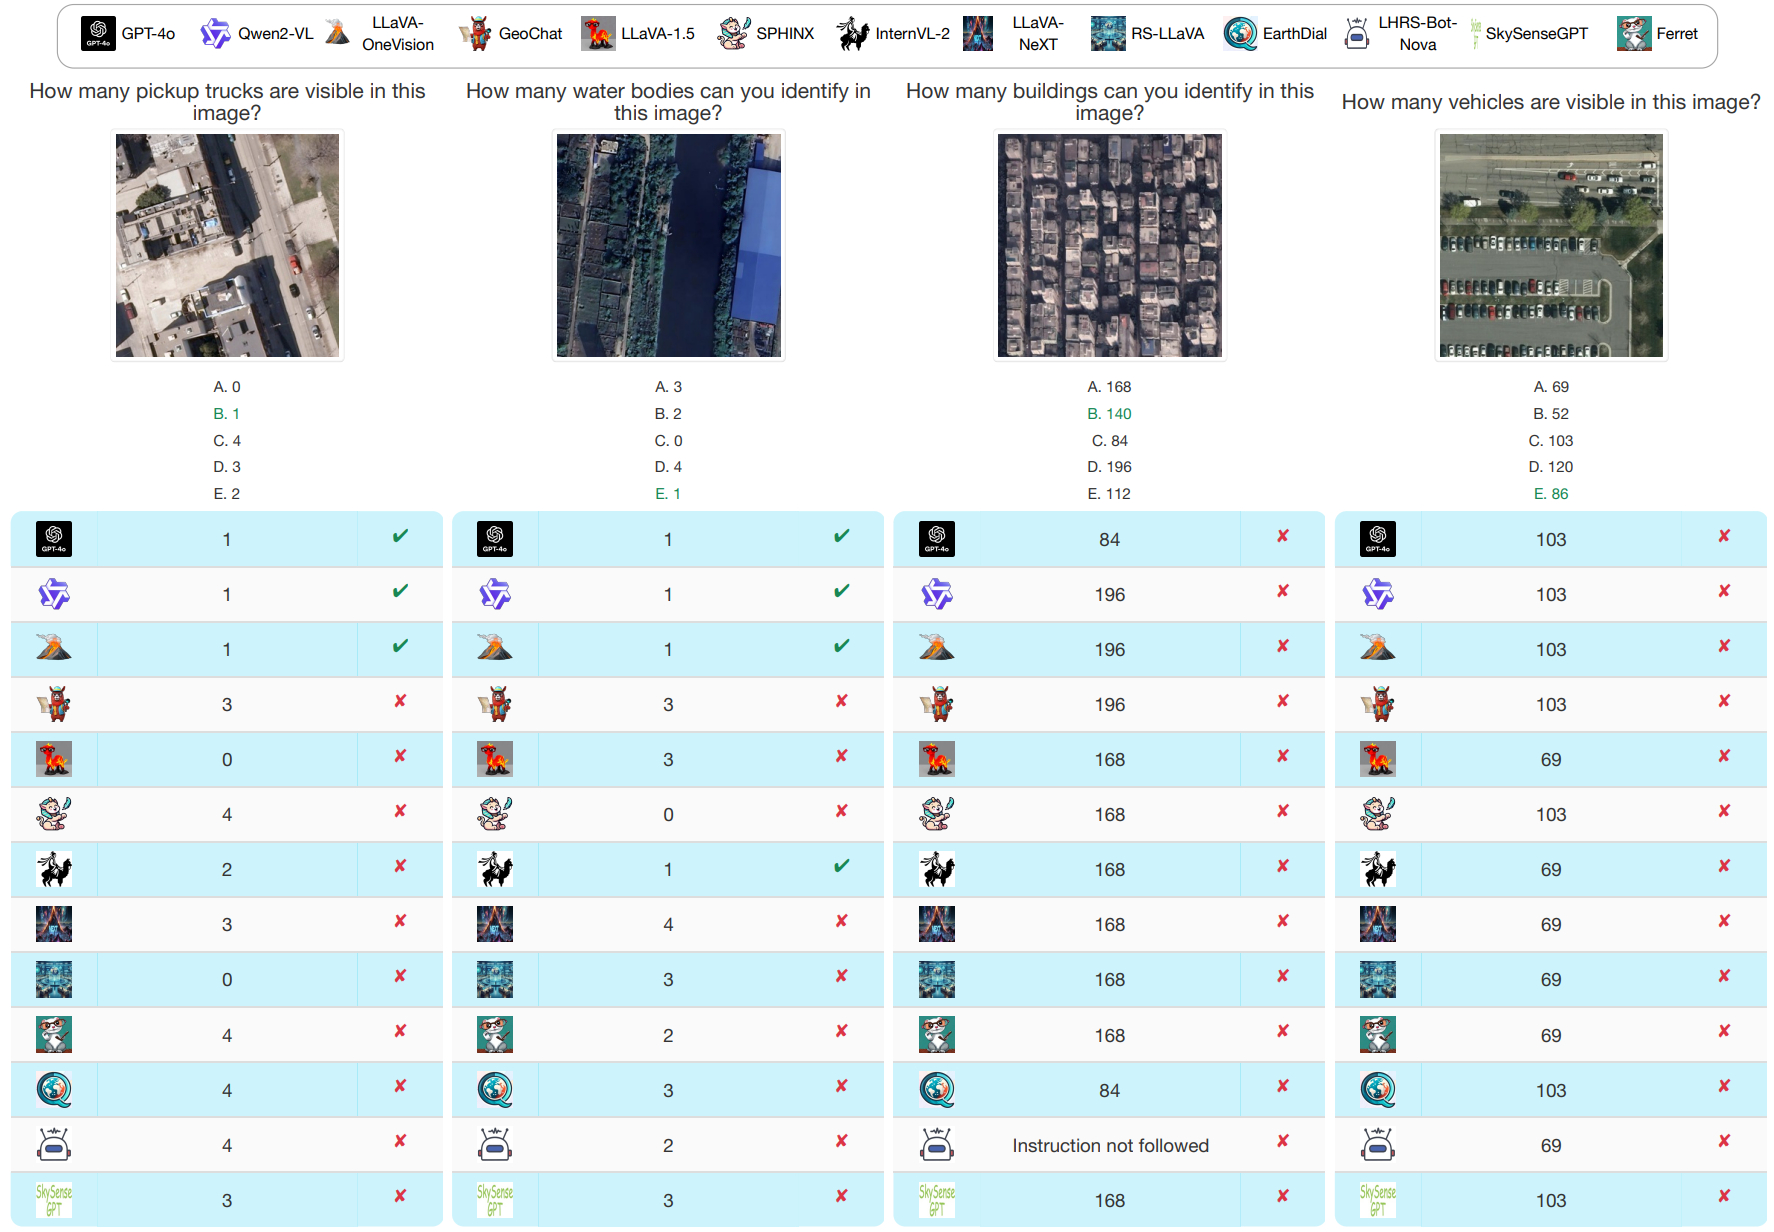 GPT-4o
GPT-4o
Qwen2-VL
LLaVA-
OneVision
GeoChat
LLaVA-1.5
SPHINX
InternVL-2
LLaVA-
NeXT
RS-LLaVA
EarthDial
LHRS-Bot-
Nova
SkySenseGPT
Ferret
How many pickup trucks are visible in this
image?
A. 0
B. 1
C. 4
D. 3
E. 2
How many water bodies can you identify in
this image?
A. 3
B. 2
C. 0
D. 4
E. 1
How many buildings can you identify in this
image?
A. 168
B. 140
C. 84
D. 196
E. 112
How many vehicles are visible in this image?
A. 69
B. 52
C. 103
D. 120
E. 86
GPT-4o 1 ✔ GPT-4o 1 ✔ GPT-4o 84 ✘ GPT-4o 103 ✘
1 ✔ 1 ✔ 196 ✘ 103 ✘
1 ✔ 1 ✔ 196 ✘ 103 ✘
3 ✘ 3 ✘ 196 ✘ 103 ✘
0 ✘ 3 ✘ 168 ✘ 69 ✘
4 ✘ 0 ✘ 168 ✘ 103 ✘
2 ✘ 1 ✔ 168 ✘ 69 ✘
3 ✘ 4 ✘ 168 ✘ 69 ✘
0 ✘ 3 ✘ 168 ✘ 69 ✘
4 ✘ 2 ✘ 168 ✘ 69 ✘
4 ✘ 3 ✘ 84 ✘ 103 ✘
4 ✘ 2 ✘ Instruction not followed ✘ 69 ✘
SkySense GPT 3 ✘ SkySense GPT 3 ✘ SkySense GPT 168 ✘ SkySense GPT 103 ✘